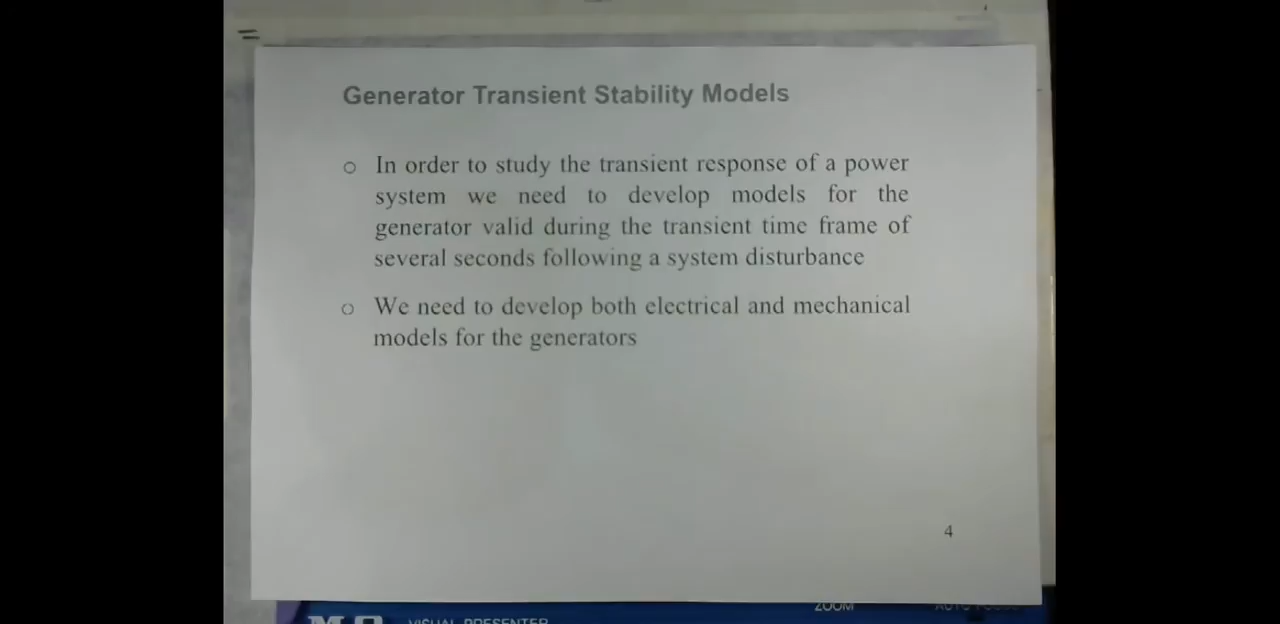 Generator Transient Stability Models
○ In order to study the transient response of a power
system we need to develop models for the
generator valid during the transient time frame of
several seconds following a system disturbance
○ We need to develop both electrical and mechanical
models for the generators
4
ZOOM
VISUAL PRESENTER